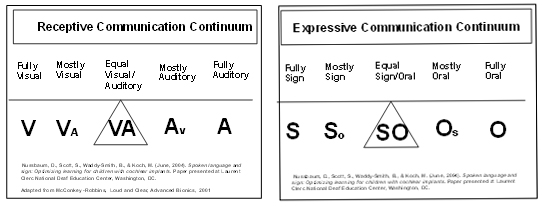 Receptive Communication Continuum
Fully Visual
Mostly Visual
Equal Visual/ Auditory
Mostly Auditory
Fully Auditory
V
VA
VA
AV
A
Nussbaum, D., Scott, S., Waddy-Smith, B., & Koch, M. (June, 2004). Spoken language and
sign: Optimizing learning for children with cochlear implants. Paper presented at Laurent
Clerc National Deaf Education Center, Washington, DC.
Adapted from McConkey -Robbins, Loud and Clear, Advanced Bionics, 2001
Expressive Communication Continuum
Fully Sign
Mostly Sign
Equal Sign/Oral
Mostly Oral
Fully Oral
S
So
SO
Os
O
Nussbaum, D., Scott, S., Waddy-Smith, B., & Koch, M. (June, 2004). Spoken language and
sign: Optimizing learning for children with cochlear implants. Paper presented at Laurent
Clerc National Deaf Education Center, Washington, DC.